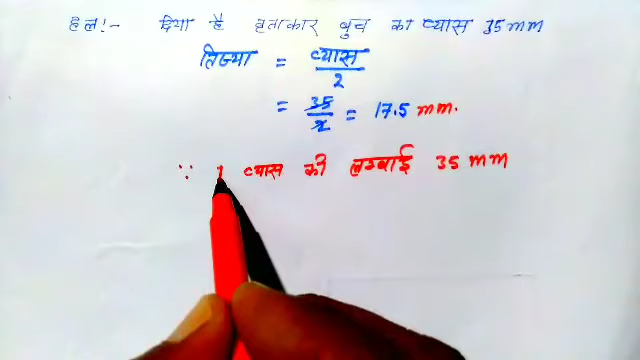 हल!- दिया है वृताकार बुच का व्यास 35mm
त्रिज्या = व्यास/2
= 35/2 = 17.5 mm.
∵ 1 व्यास की लम्बाई 35 mm